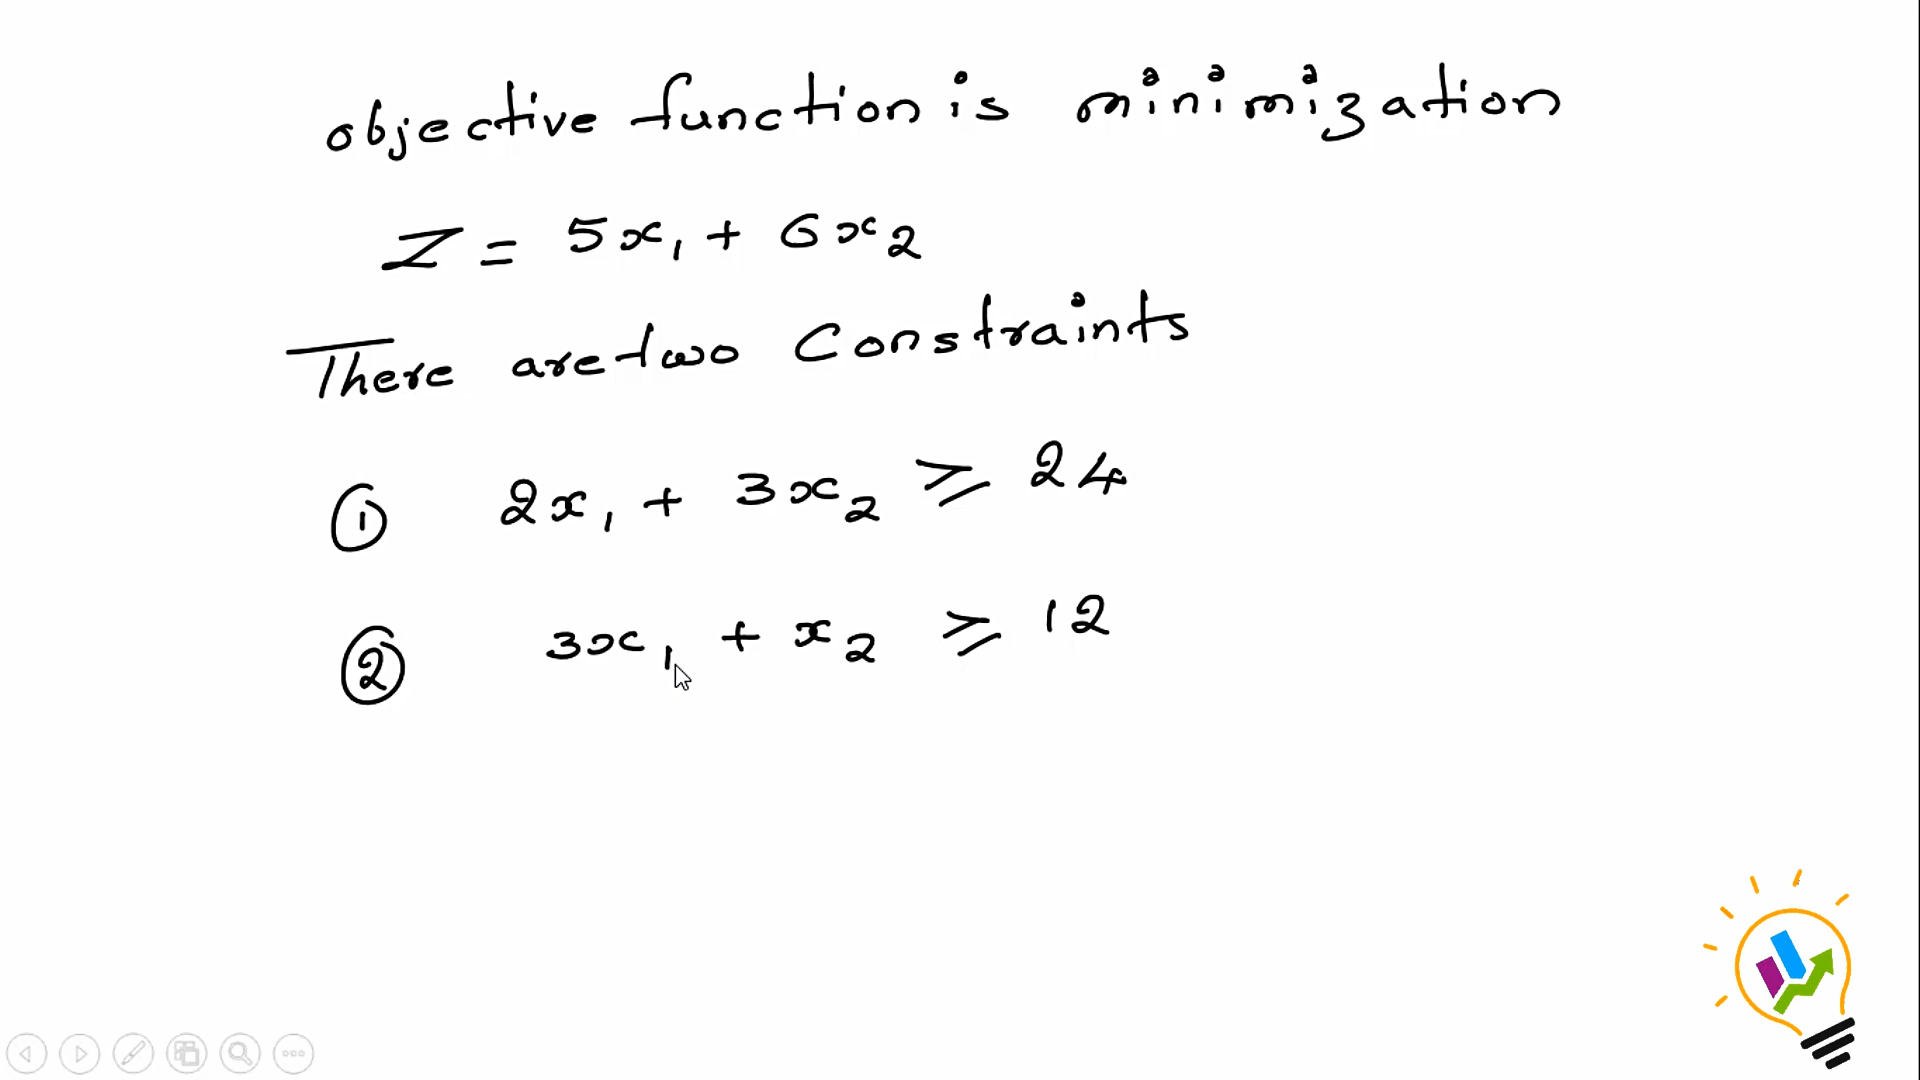 objective function is minimization
Z = 5x₁ + 6x₂
There are two Constraints
① 2x₁ + 3x₂ ≥ 24
② 3x₁ + x₂ ≥ 12